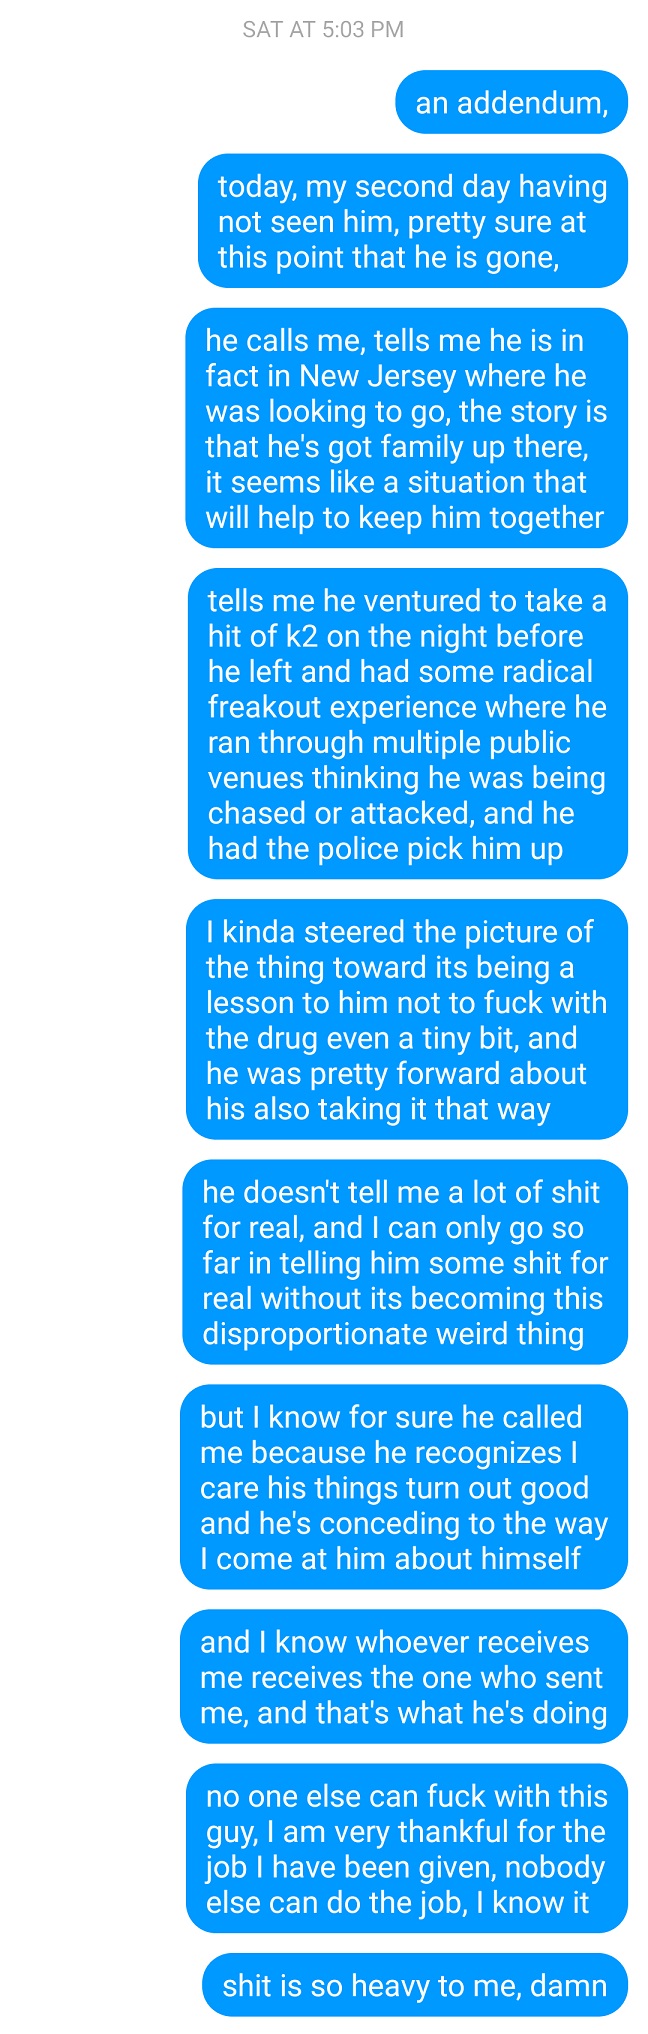 SAT AT 5:03 PM
an addendum,
today, my second day having
not seen him, pretty sure at
this point that he is gone,
he calls me, tells me he is in
fact in New Jersey where he
was looking to go, the story is
that he's got family up there,
it seems like a situation that
will help to keep him together
tells me he ventured to take a
hit of k2 on the night before
he left and had some radical
freakout experience where he
ran through multiple public
venues thinking he was being
chased or attacked, and he
had the police pick him up
I kinda steered the picture of
the thing toward its being a
lesson to him not to fuck with
the drug even a tiny bit, and
he was pretty forward about
his also taking it that way
he doesn't tell me a lot of shit
for real, and I can only go so
far in telling him some shit for
real without its becoming this
disproportionate weird thing
but I know for sure he called
me because he recognizes I
care his things turn out good
and he's conceding to the way
I come at him about himself
and I know whoever receives
me receives the one who sent
me, and that's what he's doing
no one else can fuck with this
guy, I am very thankful for the
job I have been given, nobody
else can do the job, I know it
shit is so heavy to me, damn